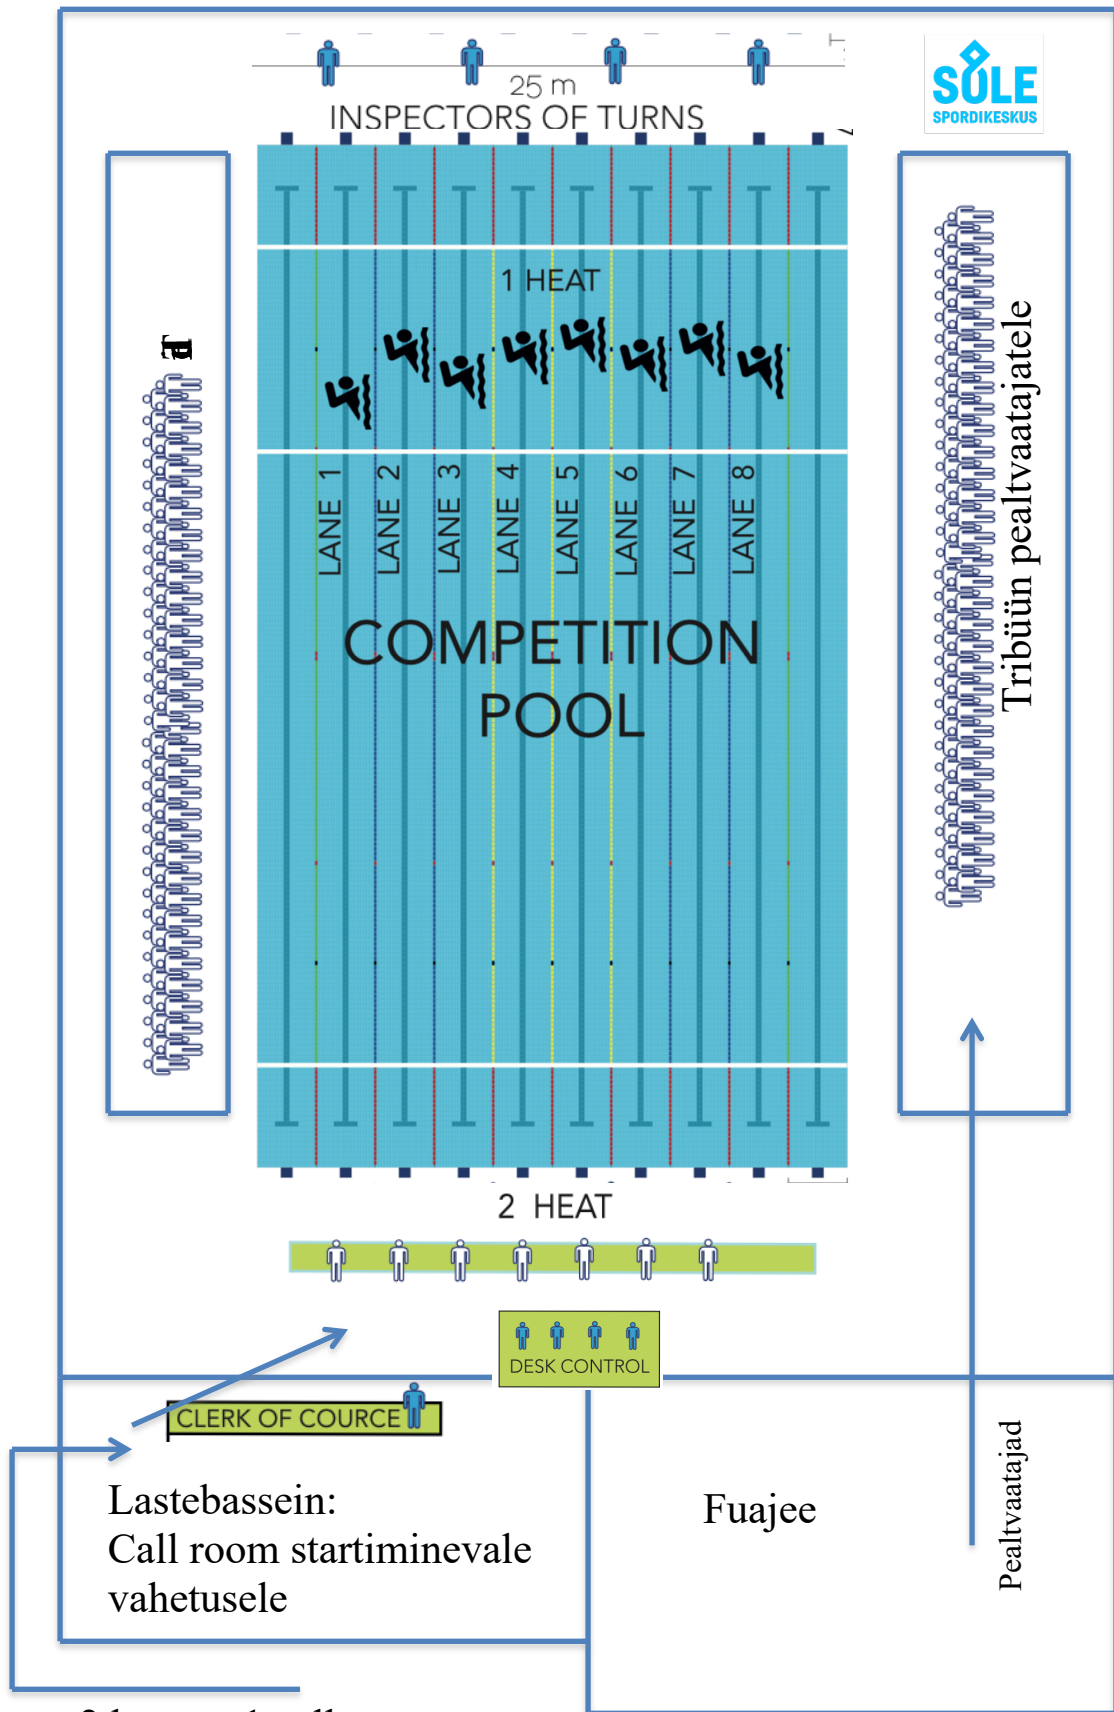 25 m
INSPECTORS OF TURNS
SÕLE
SPORDIKESKUS
1 HEAT
LANE 1
LANE 2
LANE 3
LANE 4
LANE 5
LANE 6
LANE 7
LANE 8
COMPETITION
POOL
Tribüün pealtvaatajatele
2 HEAT
DESK CONTROL
CLERK OF COURCE
Lastebassein:
Call room startiminevale
vahetusele
Fuajee
Pealtvaatajad